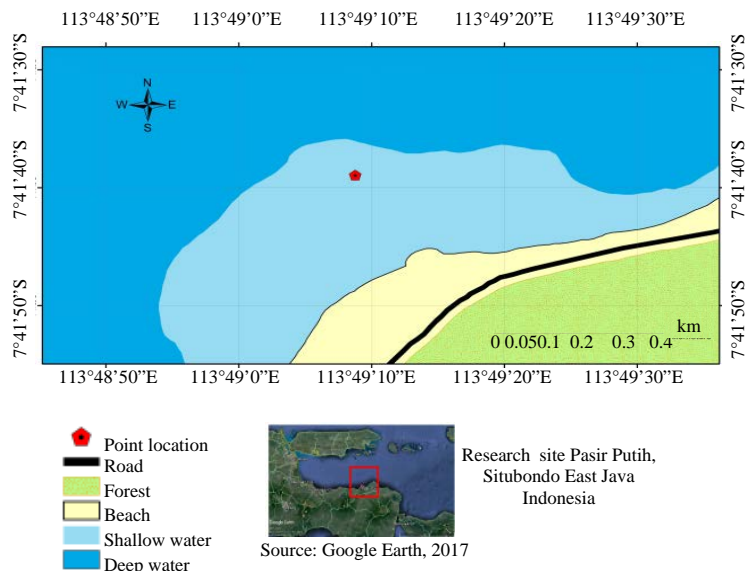 113°48’50”E 113°49’0”E 113°49’10”E 113°49’20”E 113°49’30”E
7°41’30”S 7°41’40”S 7°41’50”S
N
W E
S
7°41’30”S 7°41’40”S 7°41’50”S
km
0 0.050.1 0.2 0.3 0.4
113°48’50”E 113°49’0”E 113°49’10”E 113°49’20”E 113°49’30”E
Point location
Road
Forest
Beach
Shallow water
Deep water
Research site Pasir Putih,
Situbondo East Java
Indonesia
Source: Google Earth, 2017